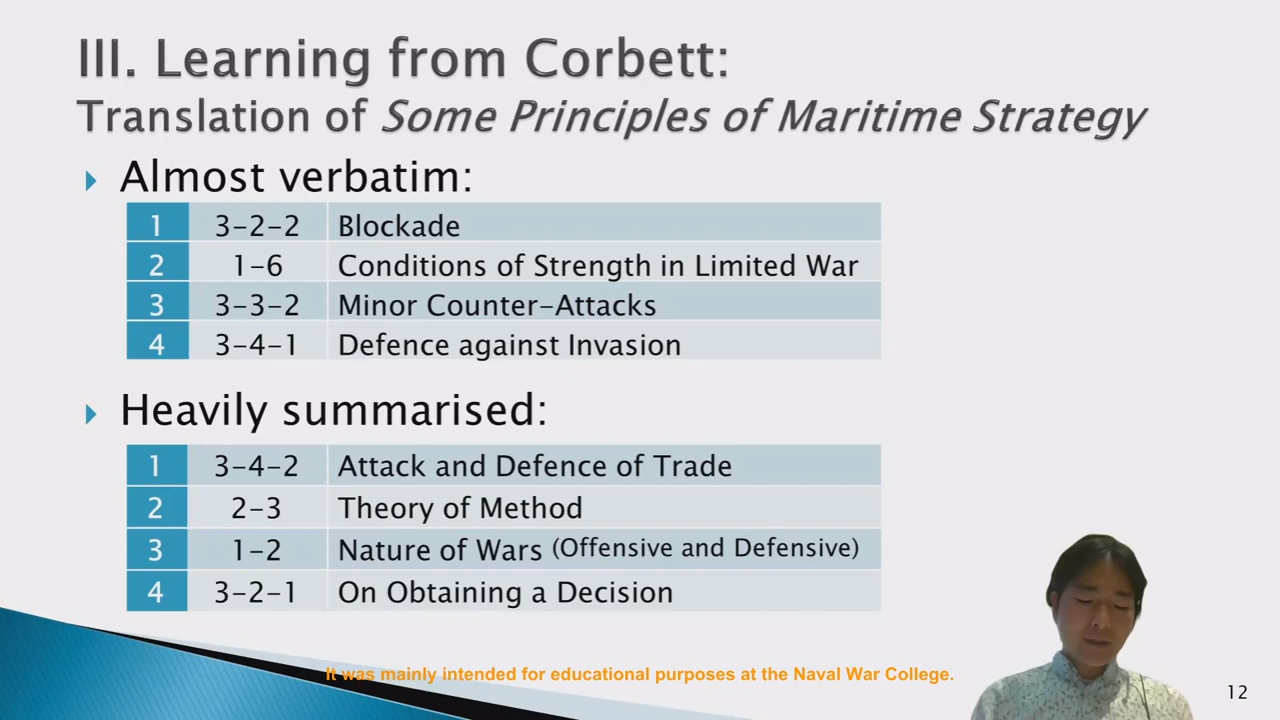 III. Learning from Corbett:
Translation of Some Principles of Maritime Strategy
Almost verbatim:
1 3-2-2 Blockade
2 1-6 Conditions of Strength in Limited War
3 3-3-2 Minor Counter-Attacks
4 3-4-1 Defence against Invasion
Heavily summarised:
1 3-4-2 Attack and Defence of Trade
2 2-3 Theory of Method
3 1-2 Nature of Wars (Offensive and Defensive)
4 3-2-1 On Obtaining a Decision
It was mainly intended for educational purposes at the Naval War College.
12